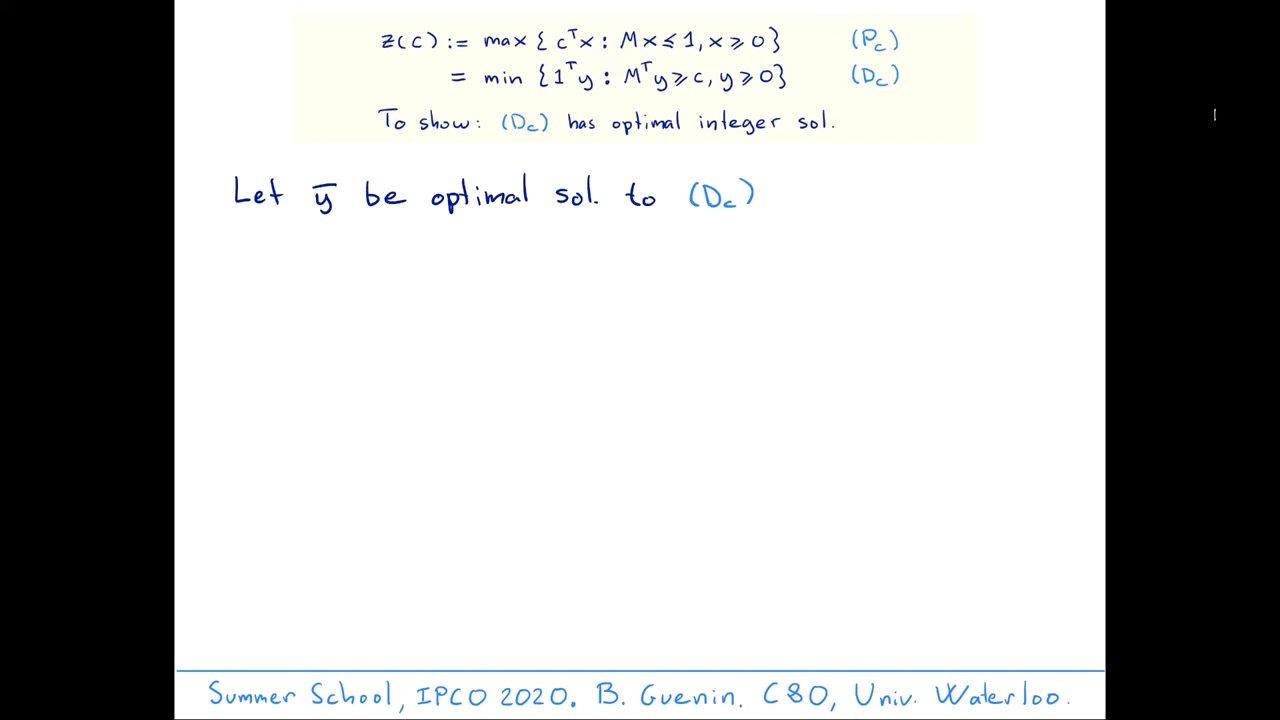 z(c) := max { cᵀx : Mx ≤ 1, x ≥ 0 } (P_c)
= min { 1ᵀy : Mᵀy ≥ c, y ≥ 0 } (D_c)
To show: (D_c) has optimal integer sol.
Let ȳ be optimal sol. to (D_c)
Summer School, IPCO 2020. B. Guenin. C&O, Univ. Waterloo.